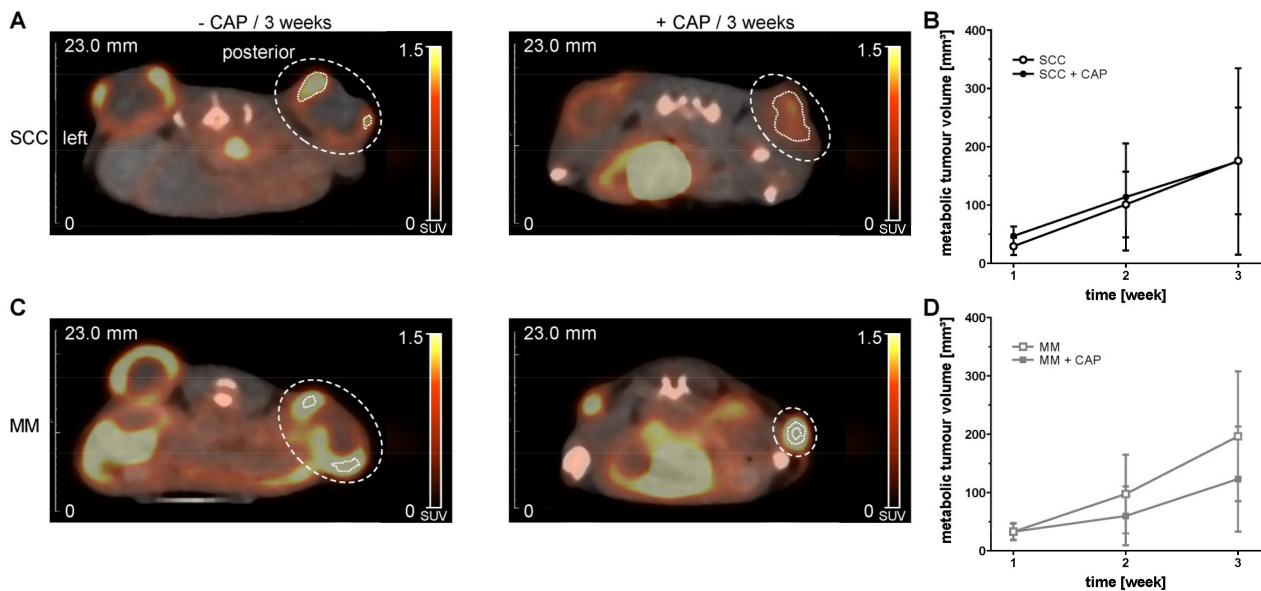 A
- CAP / 3 weeks
+ CAP / 3 weeks
SCC
23.0 mm
posterior
1.5
left
0
0
SUV
23.0 mm
1.5
0
0
SUV
B
400
300
200
100
0
metabolic tumour volume [mm³]
SCC
SCC + CAP
1
2
3
time [week]
C
MM
23.0 mm
1.5
0
0
SUV
23.0 mm
1.5
0
0
SUV
D
400
300
200
100
0
metabolic tumour volume [mm³]
MM
MM + CAP
1
2
3
time [week]